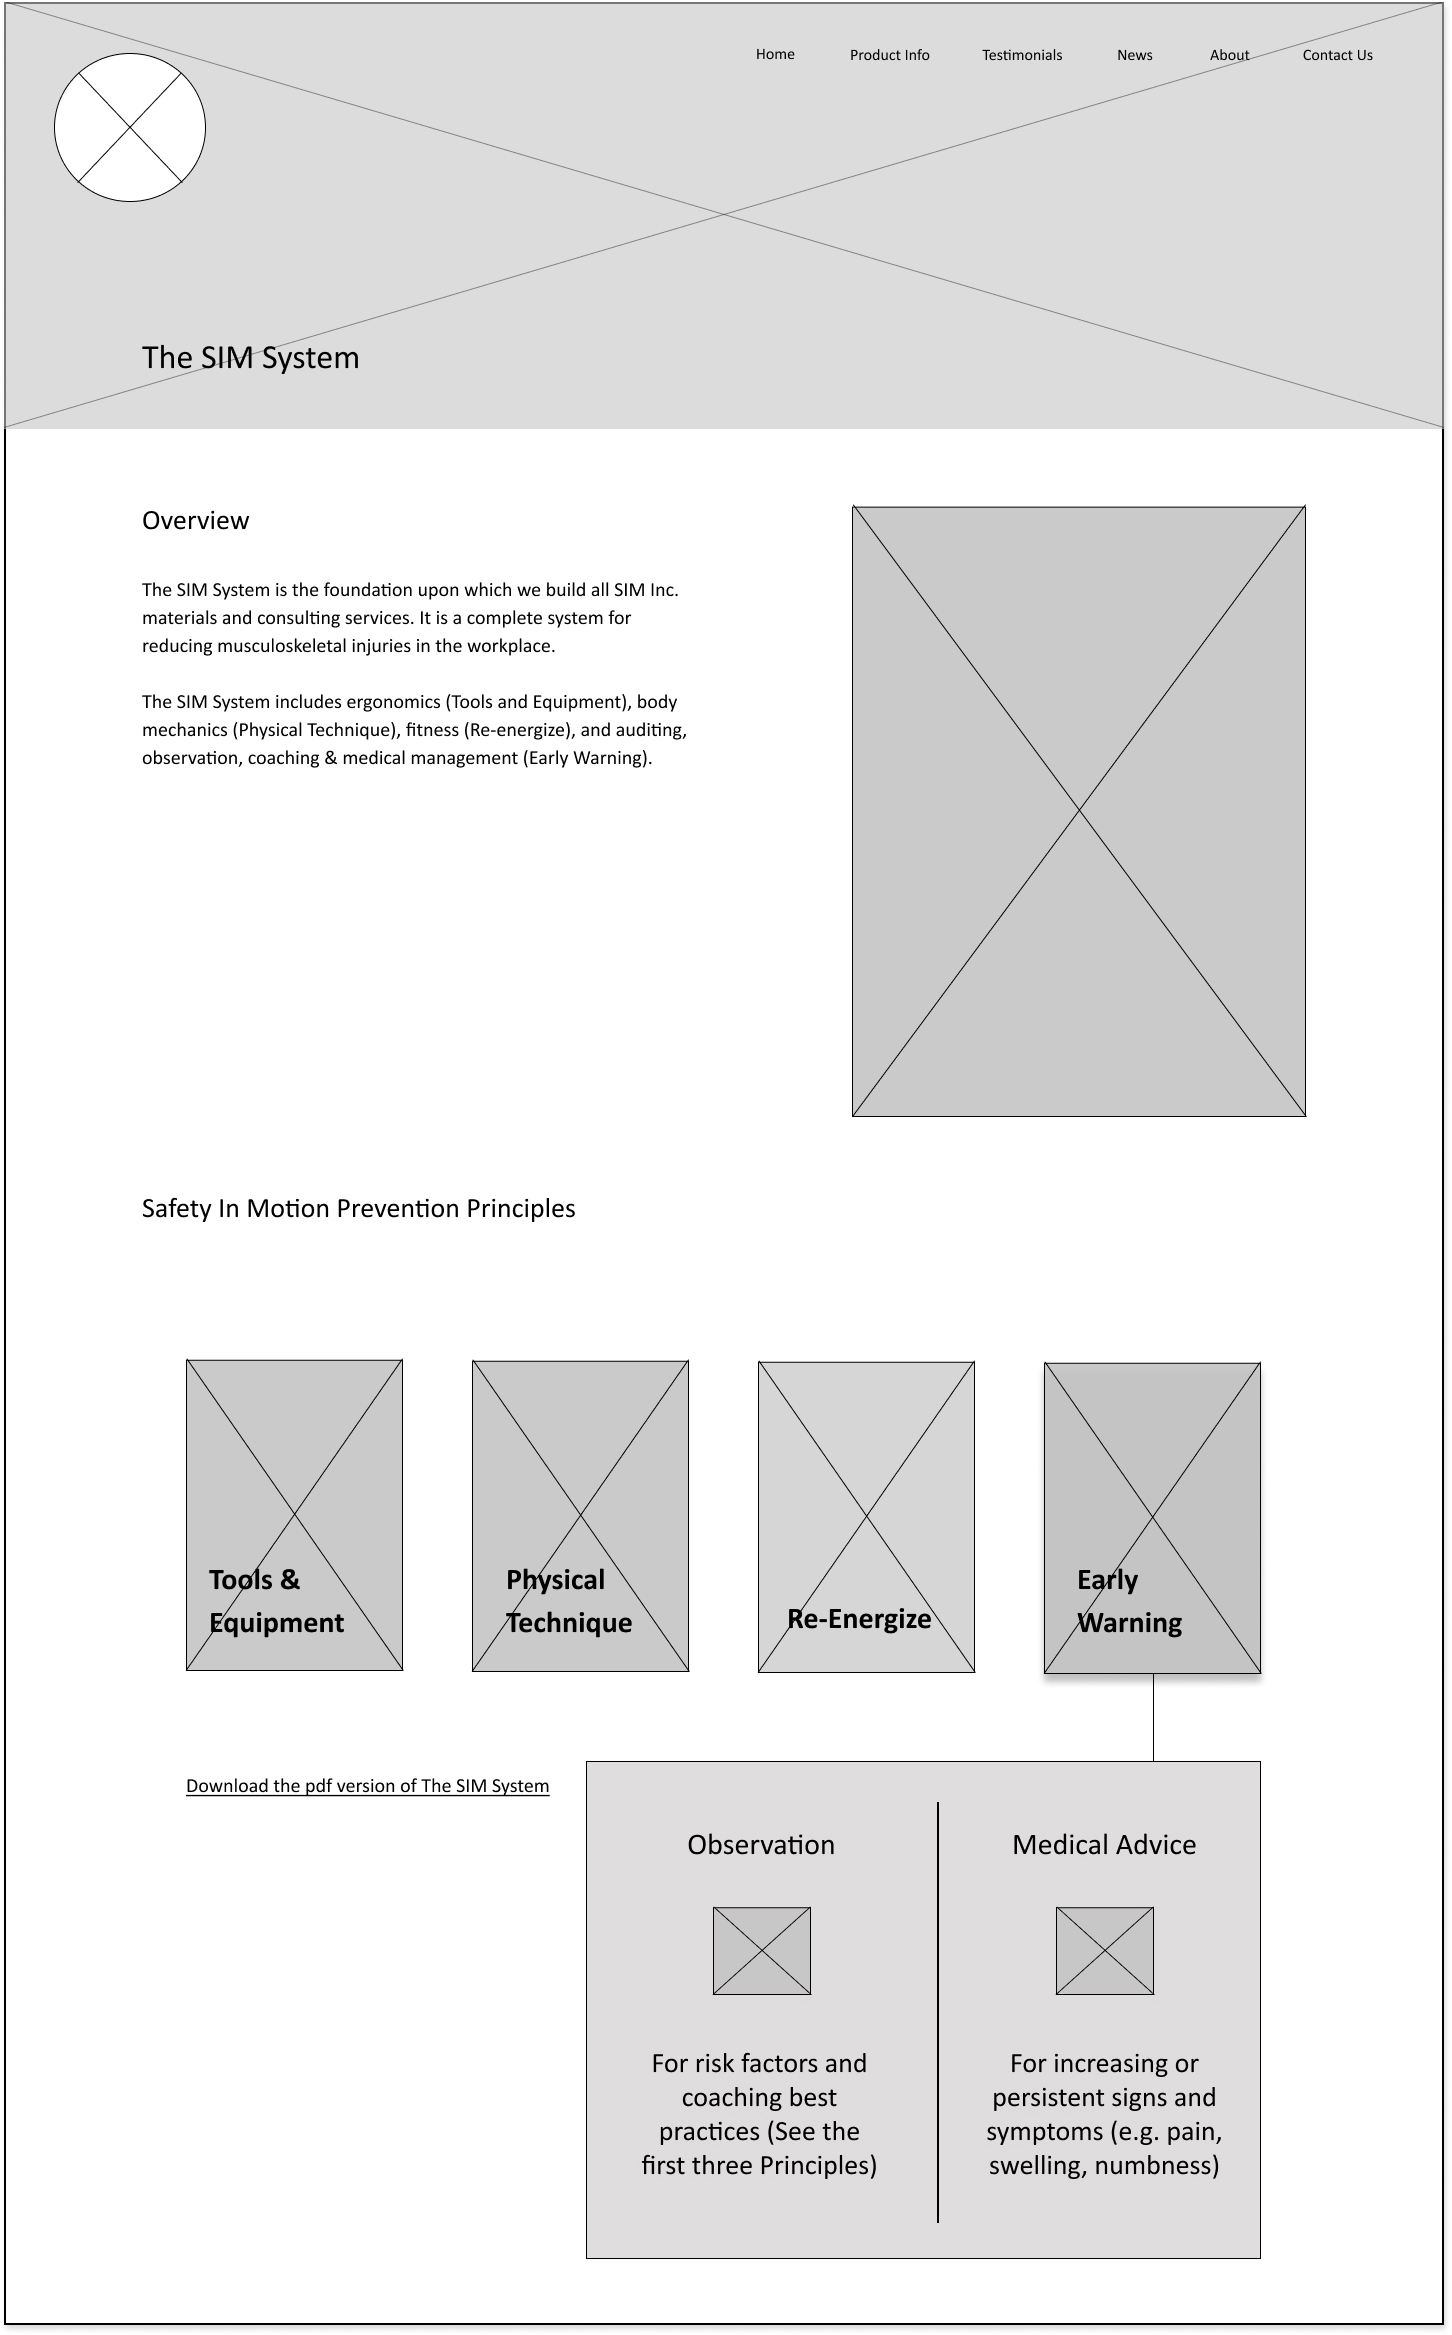 Home Product Info Testimonials News About Contact Us
The SIM System
Overview
The SIM System is the foundation upon which we build all SIM Inc.
materials and consulting services. It is a complete system for
reducing musculoskeletal injuries in the workplace.
The SIM System includes ergonomics (Tools and Equipment), body
mechanics (Physical Technique), fitness (Re-energize), and auditing,
observation, coaching & medical management (Early Warning).
Safety In Motion Prevention Principles
Tools &
Equipment
Physical
Technique
Re-Energize
Early
Warning
Download the pdf version of The SIM System
Observation
For risk factors and
coaching best
practices (See the
first three Principles)
Medical Advice
For increasing or
persistent signs and
symptoms (e.g. pain,
swelling, numbness)